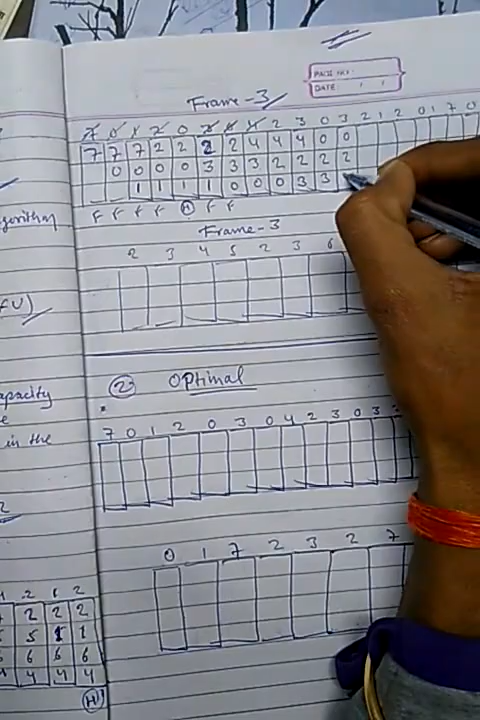 Frame-3
PAGE NO:
DATE: / /
7 0 1 2 0 3 0 4 2 3 0 3 2 1 2 0 1 7 0
7 7 7 2 2 2 2 4 4 4 0 0
0 0 0 0 3 3 3 2 2 2 2
1 1 1 1 0 0 0 3 3
F F F F H F F
Frame-3
2 3 4 5 2 3 6
② Optimal
7 0 1 2 0 3 0 4 2 3 0 3
0 1 7 2 3 2 7
lgorithm
FU)
apacity
e
in the
2
2 1 2
2 2 2
5 1 1
6 6 6
4 4 4
H